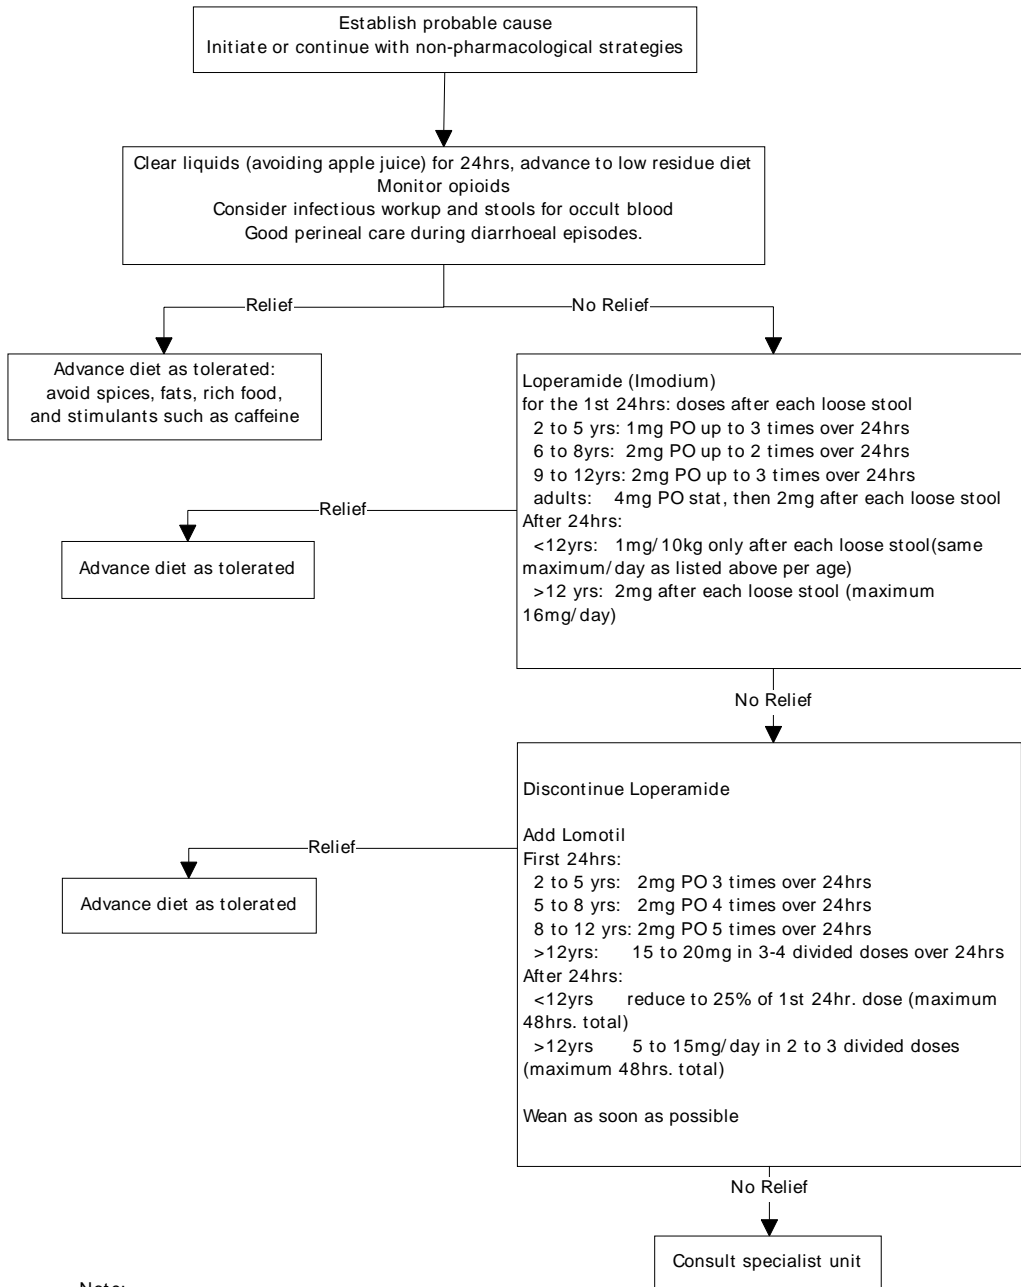 Establish probable cause
Initiate or continue with non-pharmacological strategies
Clear liquids (avoiding apple juice) for 24hrs, advance to low residue diet
Monitor opioids
Consider infectious workup and stools for occult blood
Good perineal care during diarrhoeal episodes.
Relief
No Relief
Advance diet as tolerated:
avoid spices, fats, rich food,
and stimulants such as caffeine
Loperamide (Imodium)
for the 1st 24hrs: doses after each loose stool
2 to 5 yrs: 1mg PO up to 3 times over 24hrs
6 to 8yrs: 2mg PO up to 2 times over 24hrs
9 to 12yrs: 2mg PO up to 3 times over 24hrs
adults: 4mg PO stat, then 2mg after each loose stool
After 24hrs:
<12yrs: 1mg/10kg only after each loose stool(same
maximum/day as listed above per age)
>12 yrs: 2mg after each loose stool (maximum
16mg/day)
Relief
Advance diet as tolerated
No Relief
Discontinue Loperamide
Add Lomotil
First 24hrs:
2 to 5 yrs: 2mg PO 3 times over 24hrs
5 to 8 yrs: 2mg PO 4 times over 24hrs
8 to 12 yrs: 2mg PO 5 times over 24hrs
>12yrs: 15 to 20mg in 3-4 divided doses over 24hrs
After 24hrs:
<12yrs reduce to 25% of 1st 24hr. dose (maximum
48hrs. total)
>12yrs 5 to 15mg/day in 2 to 3 divided doses
(maximum 48hrs. total)
Wean as soon as possible
Relief
Advance diet as tolerated
No Relief
Consult specialist unit
Note: